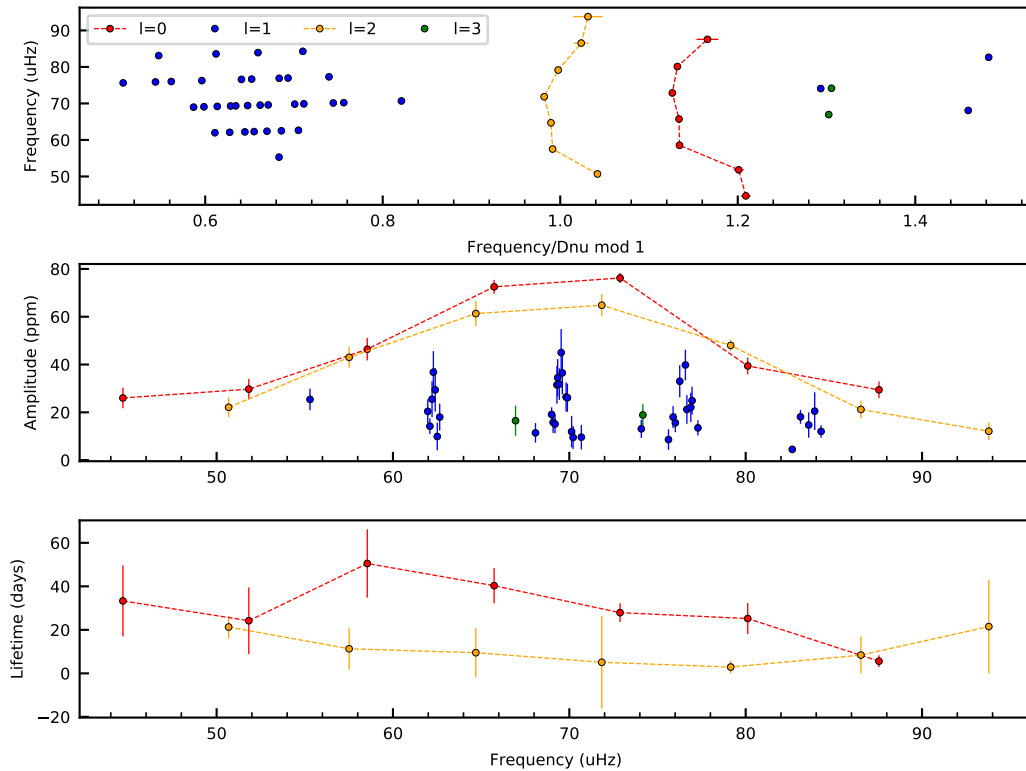 l=0 l=1 l=2 l=3
Frequency (uHz)
90
80
70
60
50
0.6 0.8 1.0 1.2 1.4
Frequency/Dnu mod 1
Amplitude (ppm)
80
60
40
20
0
50 60 70 80 90
Lifetime (days)
60
40
20
0
−20
50 60 70 80 90
Frequency (uHz)